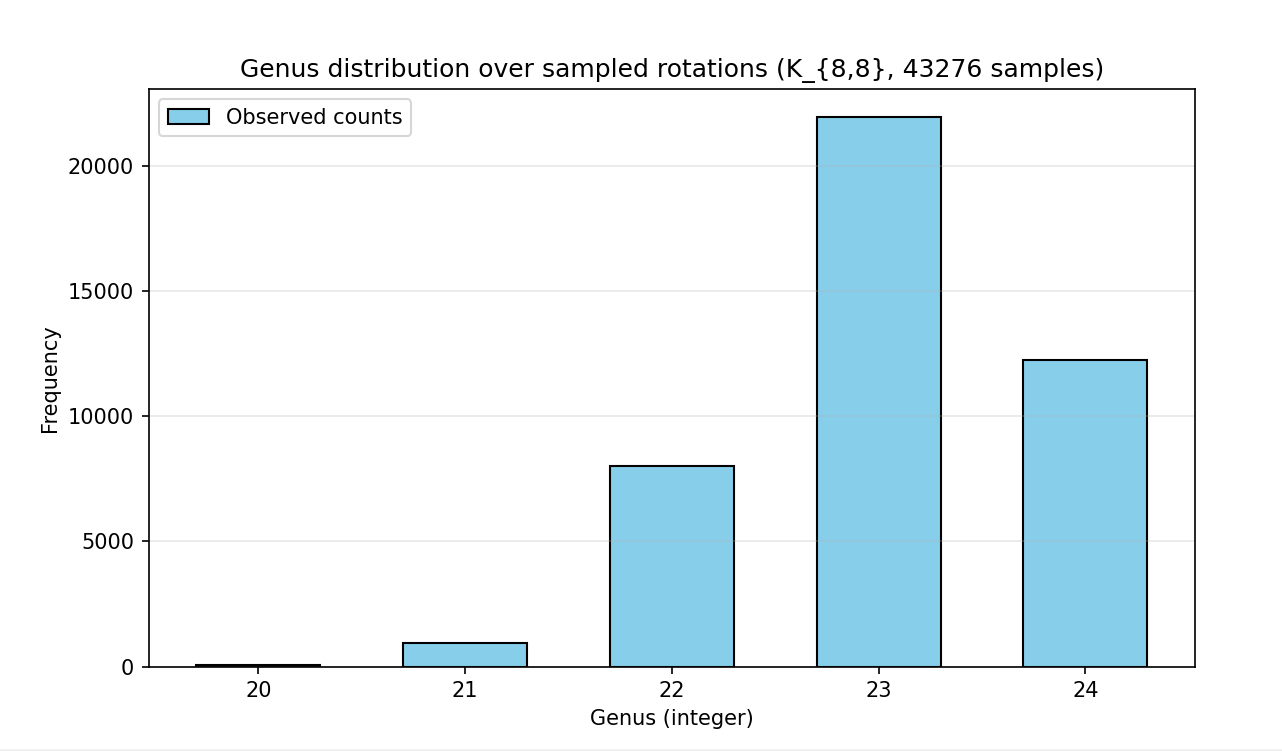 Genus distribution over sampled rotations (K_{8,8}, 43276 samples)
Observed counts
20000
15000
10000
5000
0
Frequency
20 21 22 23 24
Genus (integer)